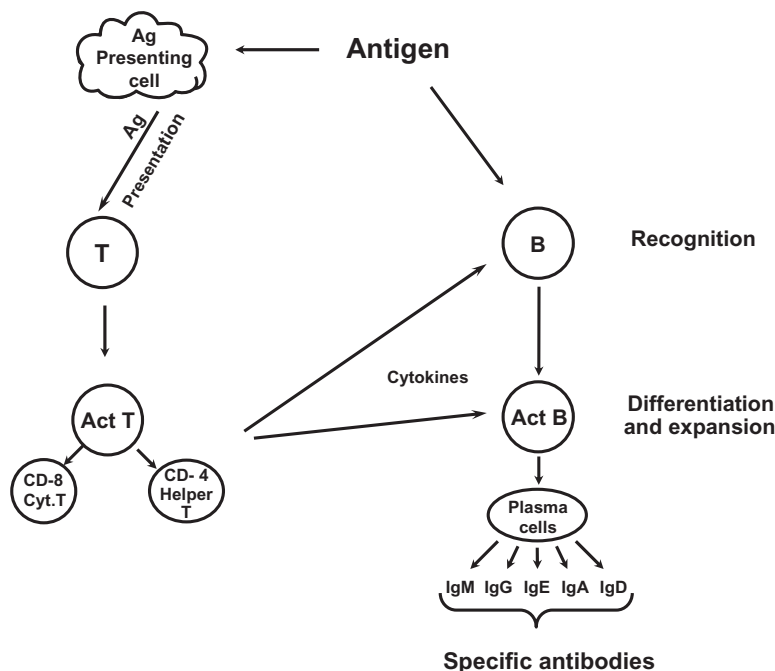 Ag
Presenting
cell
Antigen
Ag
Presentation
T
B
Recognition
Cytokines
Act T
Act B
Differentiation
and expansion
CD-8
Cyt.T
CD- 4
Helper
T
Plasma
cells
IgM IgG IgE IgA IgD
Specific antibodies